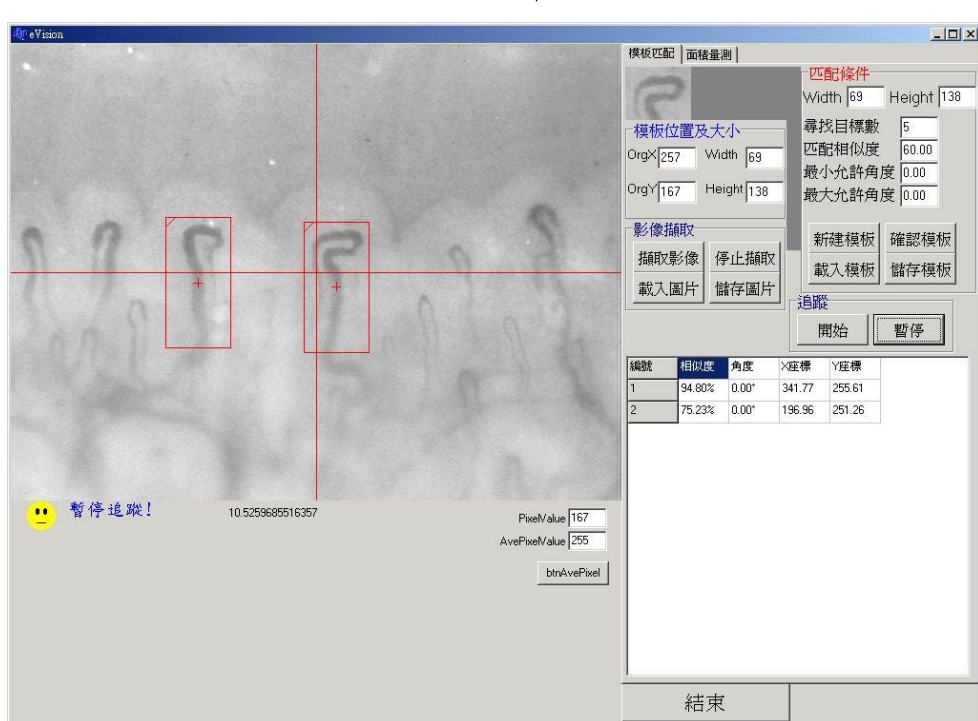 eVision
模板匹配 面積量測
匹配條件
Width 69 Height 138
尋找目標數 5
匹配相似度 60.00
最小允許角度 0.00
最大允許角度 0.00
新建模板 確認模板
載入模板 儲存模板
模板位置及大小
OrgX 257 Width 69
OrgY 167 Height 138
影像擷取
擷取影像 停止擷取
載入圖片 儲存圖片
追蹤
開始 暫停
編號 相似度 角度 X座標 Y座標
1 94.80% 0.00° 341.77 255.61
2 75.23% 0.00° 196.96 251.26
暫停追蹤!
10.5259685516357
PixelValue 167
AvePixelValue 255
btnAvePixel
結束